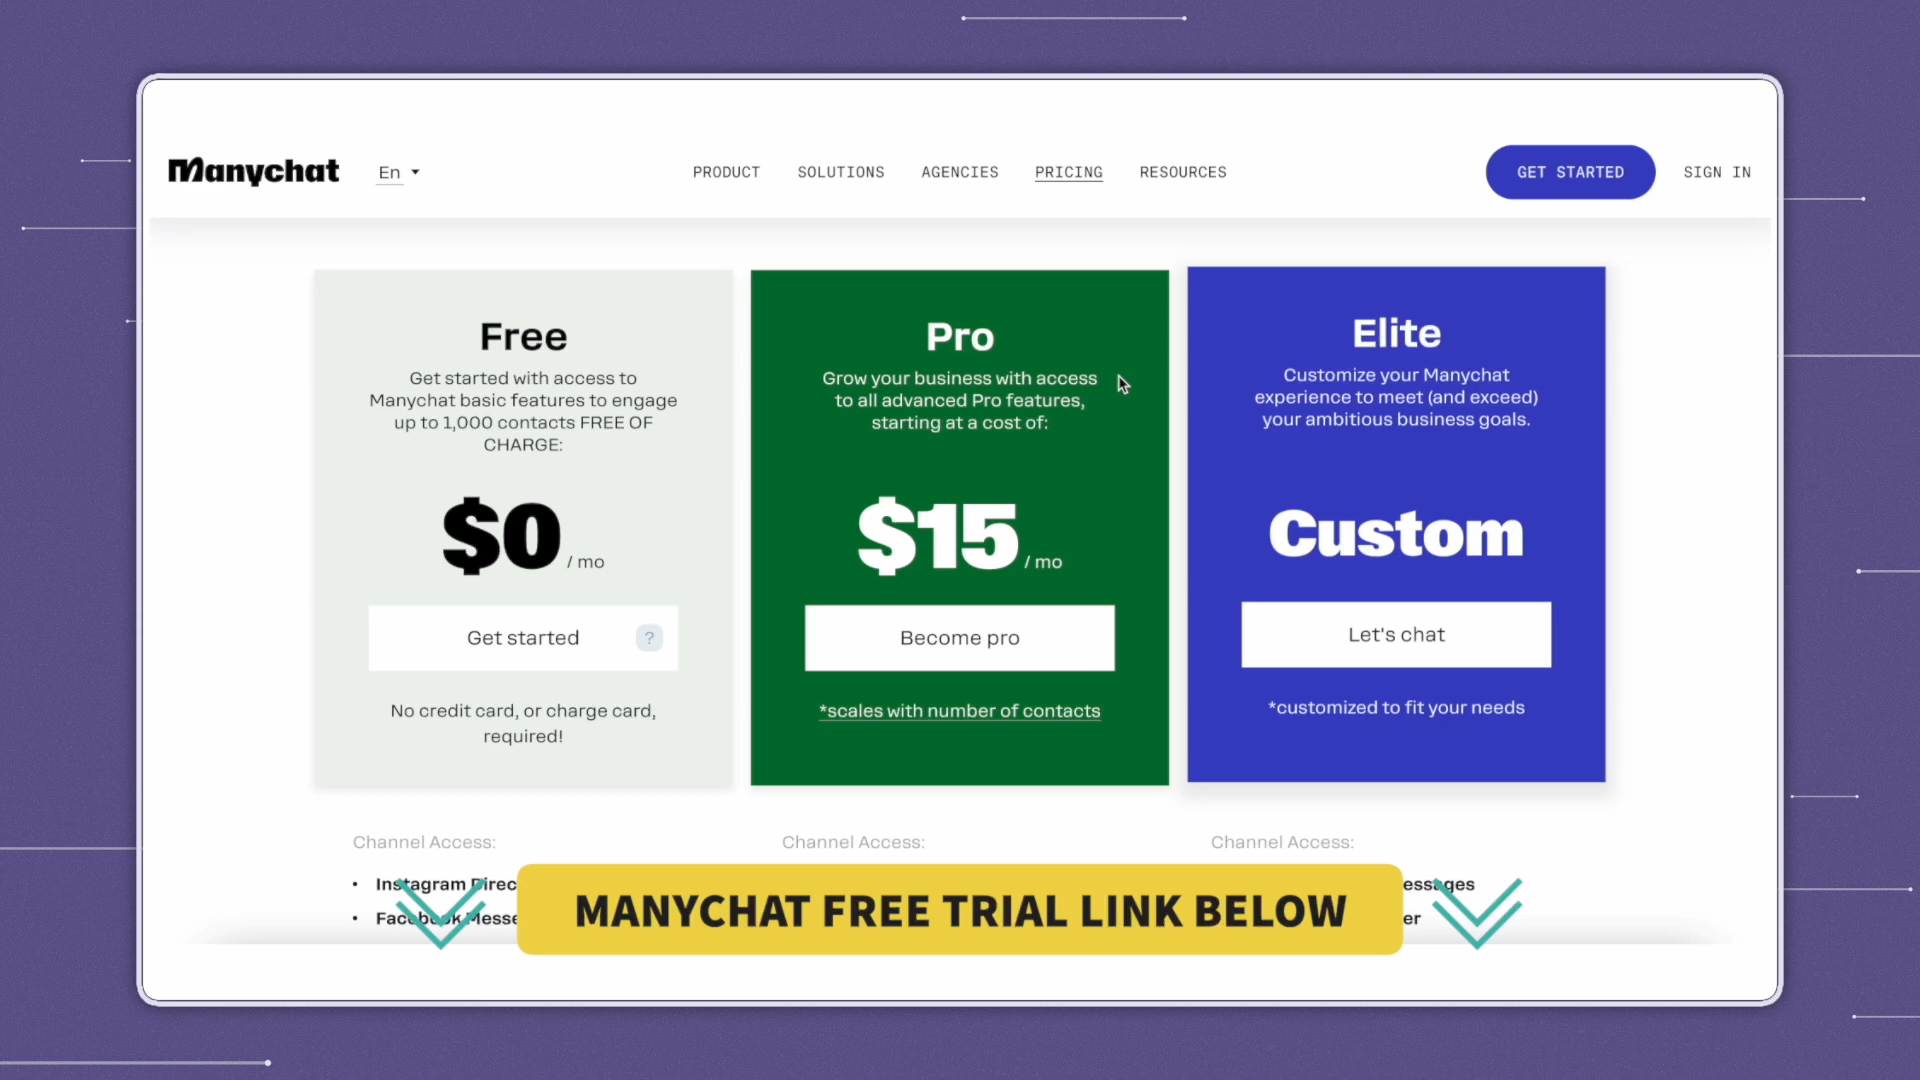 Manychat
En
PRODUCT
SOLUTIONS
AGENCIES
PRICING
RESOURCES
GET STARTED
SIGN IN
Free
Get started with access to
Manychat basic features to engage
up to 1,000 contacts FREE OF
CHARGE:
$0 / mo
Get started
?
No credit card, or charge card,
required!
Pro
Grow your business with access
to all advanced Pro features,
starting at a cost of:
$15 / mo
Become pro
*scales with number of contacts
Elite
Customize your Manychat
experience to meet (and exceed)
your ambitious business goals.
Custom
Let's chat
*customized to fit your needs
Channel Access:
• Instagram
• Facebook
Channel Access:
Channel Access:
MANYCHAT FREE TRIAL LINK BELOW